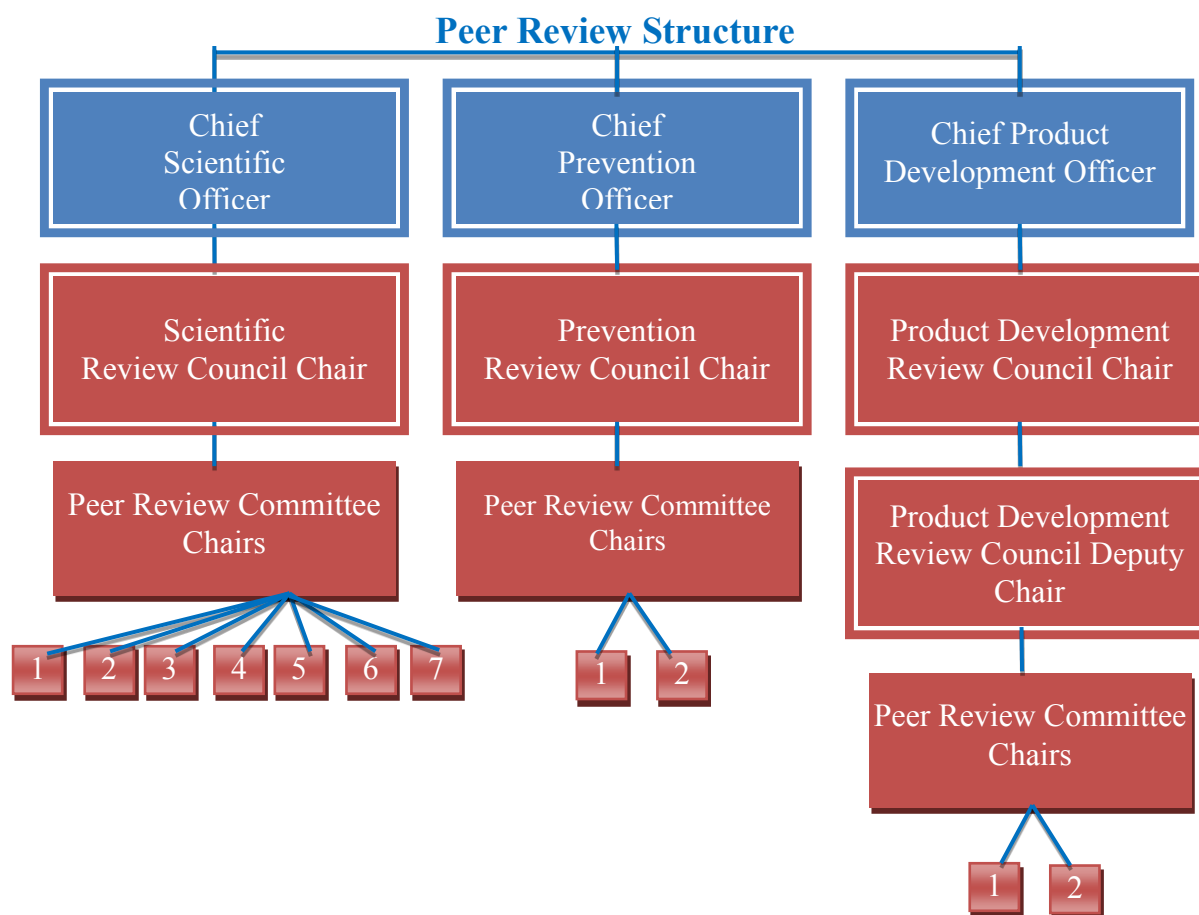 Peer Review Structure
Chief
Scientific
Officer
Chief
Prevention
Officer
Chief Product
Development Officer
Scientific
Review Council Chair
Prevention
Review Council Chair
Product Development
Review Council Chair
Peer Review Committee
Chairs
Peer Review Committee
Chairs
Product Development
Review Council Deputy
Chair
1 2 3 4 5 6 7
1 2
Peer Review Committee
Chairs
1 2